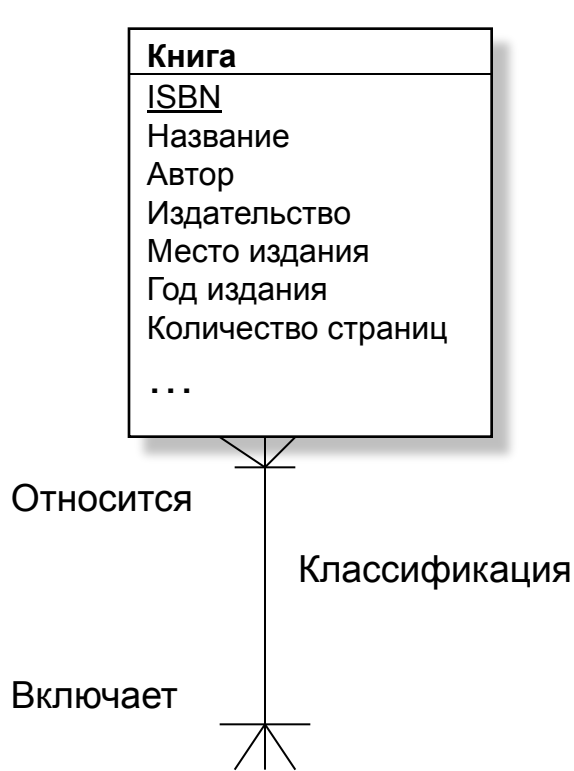 Книга
ISBN
Название
Автор
Издательство
Место издания
Год издания
Количество страниц
...
Относится
Классификация
Включает